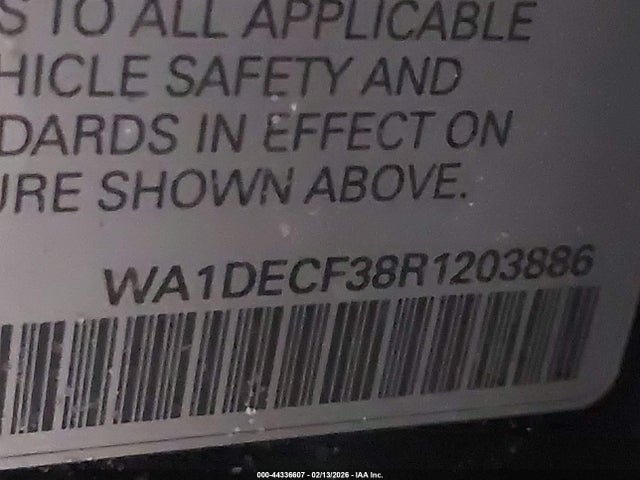 S TO ALL APPLICABLE
HICLE SAFETY AND
DARDS IN EFFECT ON
URE SHOWN ABOVE.
WA1DECF38R1203886
000-44336607 - 02/13/2026 - IAA Inc.